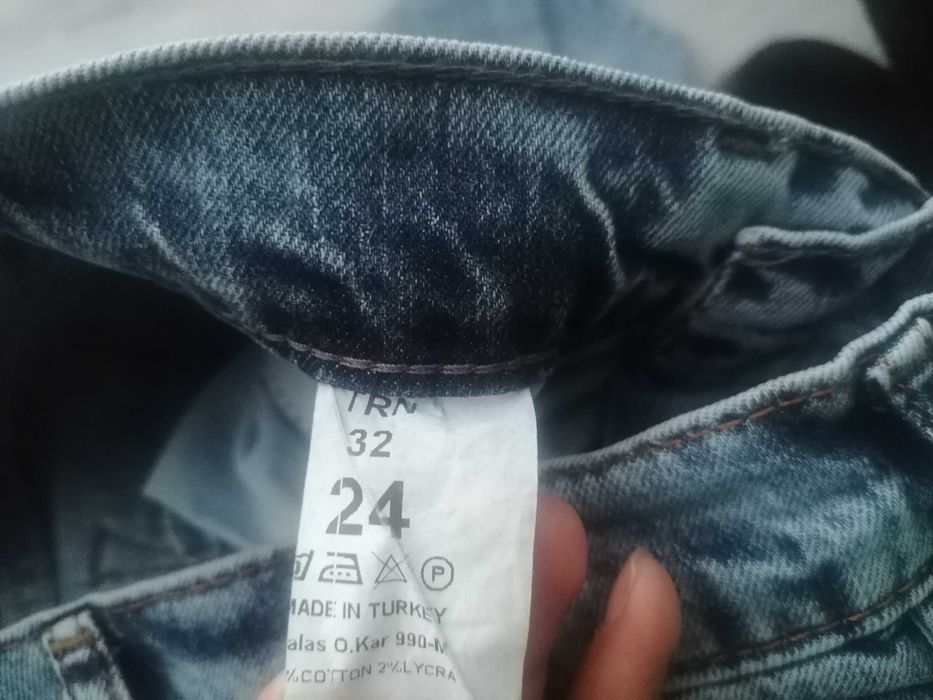 TRN
32
24
P
MADE IN TURKEY
alas O.Kar 990-M
%COTTON 2%LYCRA